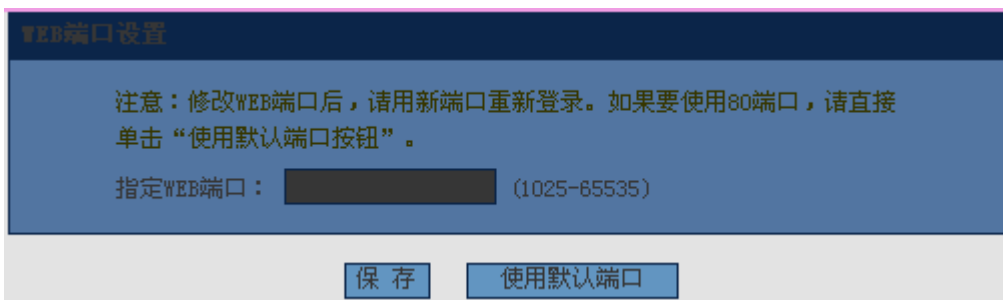 WEB端口设置
注意：修改WEB端口后，请用新端口重新登录。如果要使用80端口，请直接
单击“使用默认端口按钮”。
指定WEB端口： (1025-65535)
保 存 使用默认端口